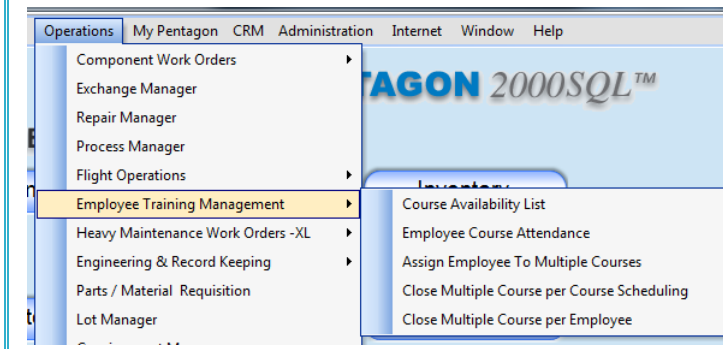 Operations My Pentagon CRM Administration Internet Window Help
Component Work Orders
TAGON 2000SQL™
Exchange Manager
Repair Manager
Process Manager
Flight Operations
Inventory
Employee Training Management
Course Availability List
Heavy Maintenance Work Orders -XL
Employee Course Attendance
Engineering & Record Keeping
Assign Employee To Multiple Courses
Parts / Material Requisition
Close Multiple Course per Course Scheduling
Lot Manager
Close Multiple Course per Employee